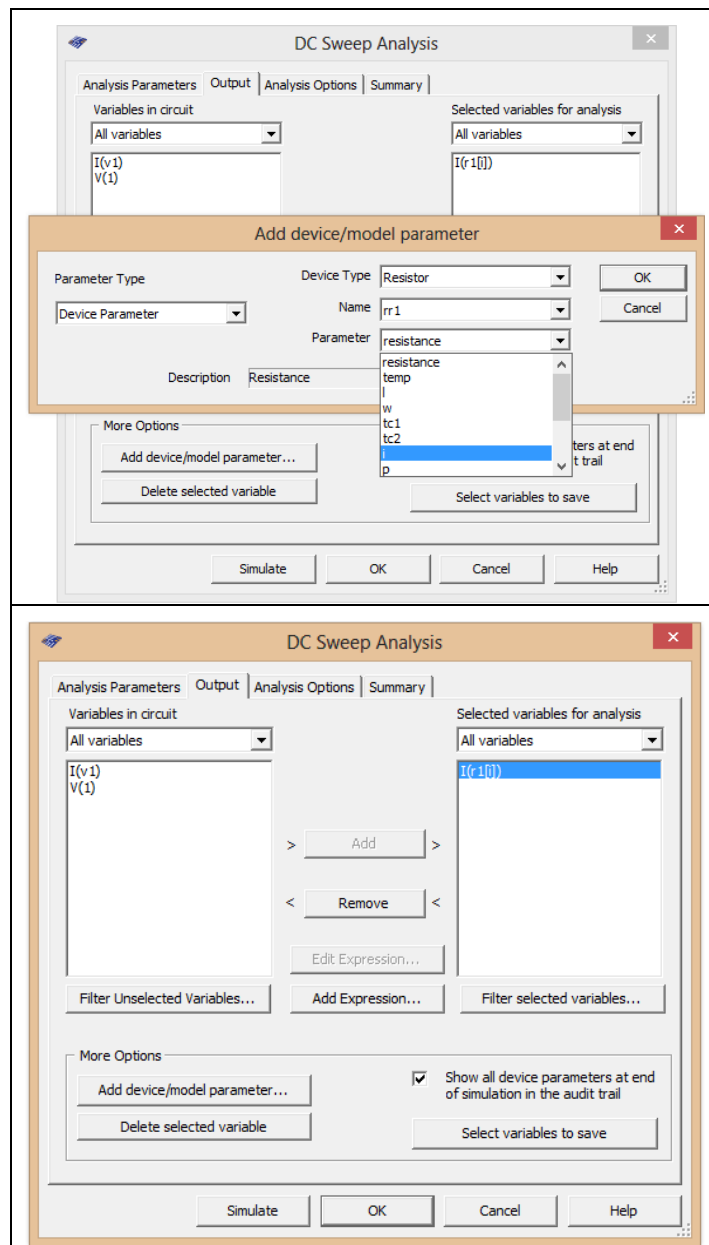 DC Sweep Analysis
Analysis Parameters Output Analysis Options Summary
Variables in circuit Selected variables for analysis
All variables All variables
I(v1) I(r1[i])
V(1)
Add device/model parameter
Parameter Type Device Type Resistor OK
Device Parameter Name rr1 Cancel
Parameter resistance
resistance
Description Resistance temp
l
w
More Options tc1
tc2
Add device/model parameter... i ters at end
p t trail
Delete selected variable Select variables to save
Simulate OK Cancel Help
DC Sweep Analysis
Analysis Parameters Output Analysis Options Summary
Variables in circuit Selected variables for analysis
All variables All variables
I(v1) I(r1[i])
V(1)
> Add >
< Remove <
Edit Expression...
Filter Unselected Variables... Add Expression... Filter selected variables...
More Options
Add device/model parameter... Show all device parameters at end
of simulation in the audit trail
Delete selected variable Select variables to save
Simulate OK Cancel Help